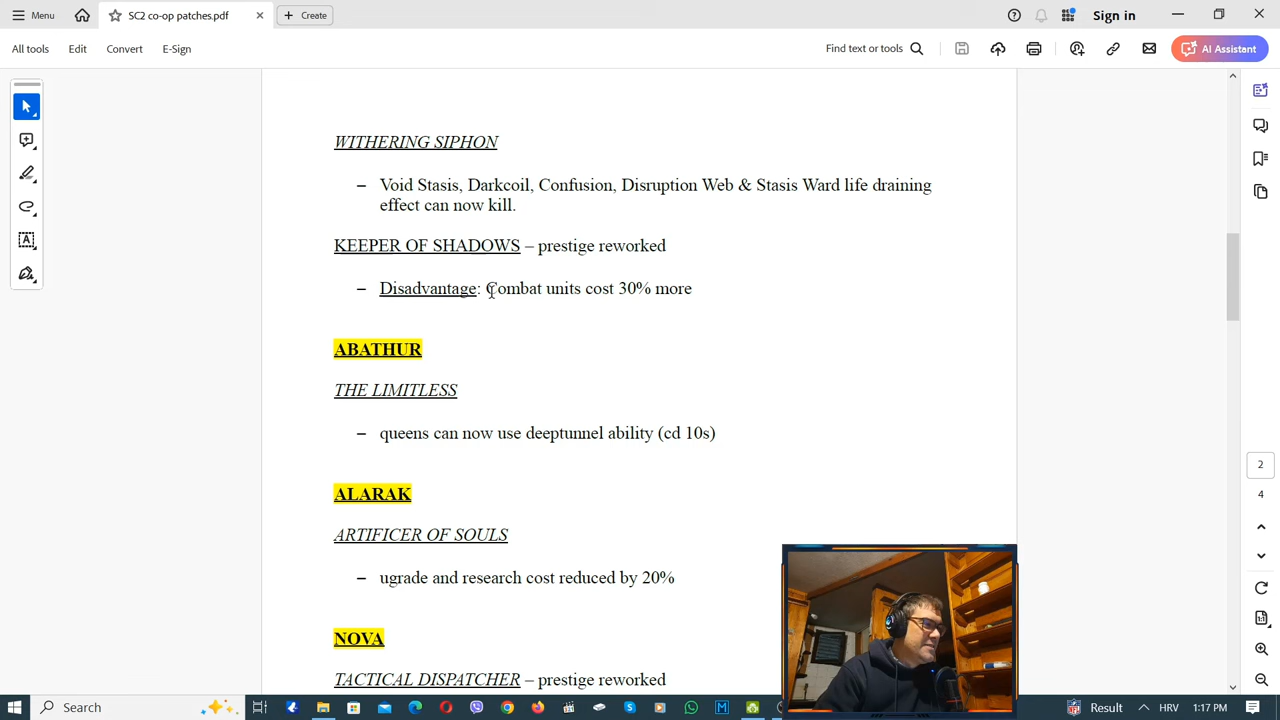 Menu
SC2 co-op patches.pdf
Create
Sign in
All tools
Edit
Convert
E-Sign
Find text or tools
AI Assistant
WITHERING SIPHON
– Void Stasis, Darkcoil, Confusion, Disruption Web & Stasis Ward life draining
effect can now kill.
KEEPER OF SHADOWS – prestige reworked
– Disadvantage: Combat units cost 30% more
ABATHUR
THE LIMITLESS
– queens can now use deeptunnel ability (cd 10s)
ALARAK
ARTIFICER OF SOULS
– ugrade and research cost reduced by 20%
NOVA
TACTICAL DISPATCHER – prestige reworked
2
4
Search
Result
HRV
1:17 PM